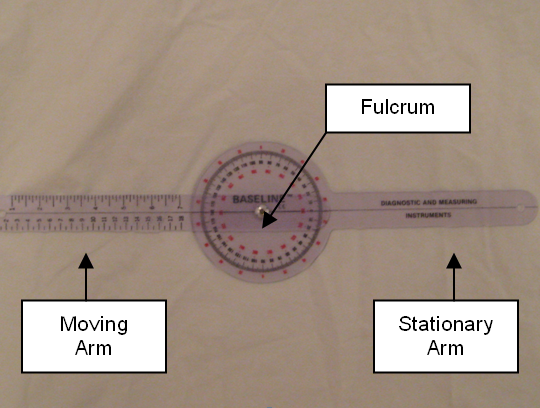 Fulcrum
BASELINE
DIAGNOSTIC AND MEASURING
INSTRUMENTS
Moving
Arm
Stationary
Arm